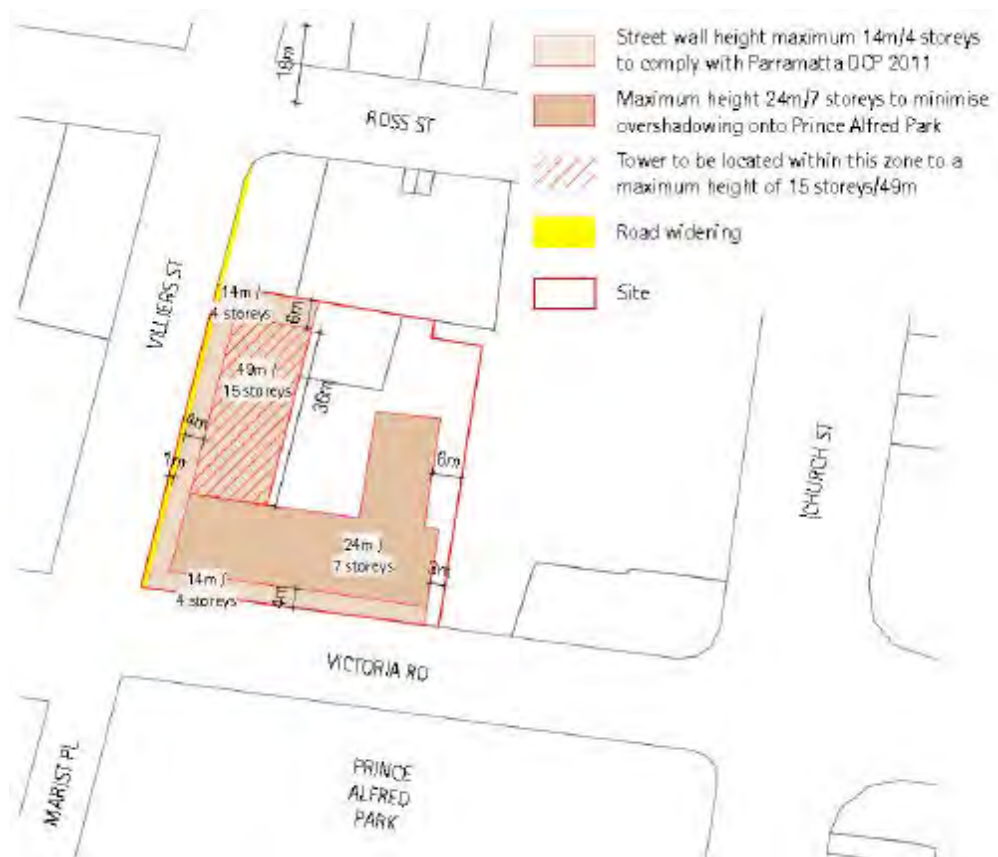 Street wall height maximum 14m/4 storeys
to comply with Parramatta DCP 2011
Maximum height 24m/7 storeys to minimise
overshadowing onto Prince Alfred Park
Tower to be located within this zone to a
maximum height of 15 storeys/49m
Road widening
Site
18m
ROSS ST
VILLIERS ST
14m /
4 storeys
6m
49m /
15 storeys
36m
4m
1m
6m
CHURCH ST
24m /
7 storeys
3m
14m /
4 storeys
4m
VICTORIA RD
MARIST PL
PRINCE
ALFRED
PARK